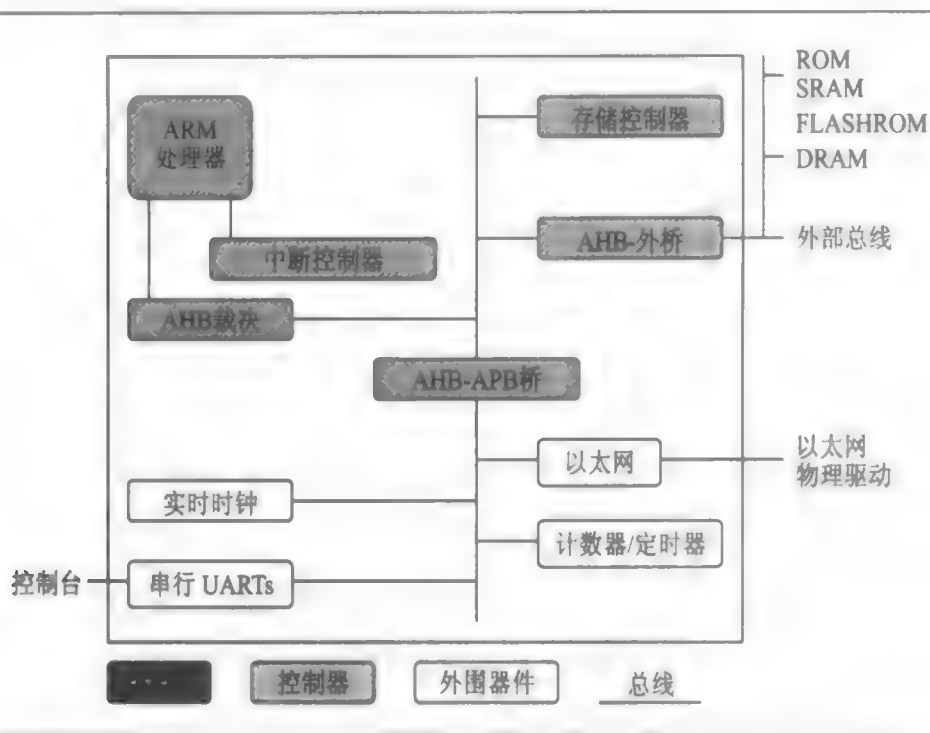 ROM
SRAM
FLASHROM
DRAM
ARM
处理器
存储控制器
中断控制器
AHB-外桥
外部总线
AHB裁决
AHB-APB桥
以太网
以太网
物理驱动
实时时钟
计数器/定时器
控制台
串行 UARTs
控制器
外围器件
总线